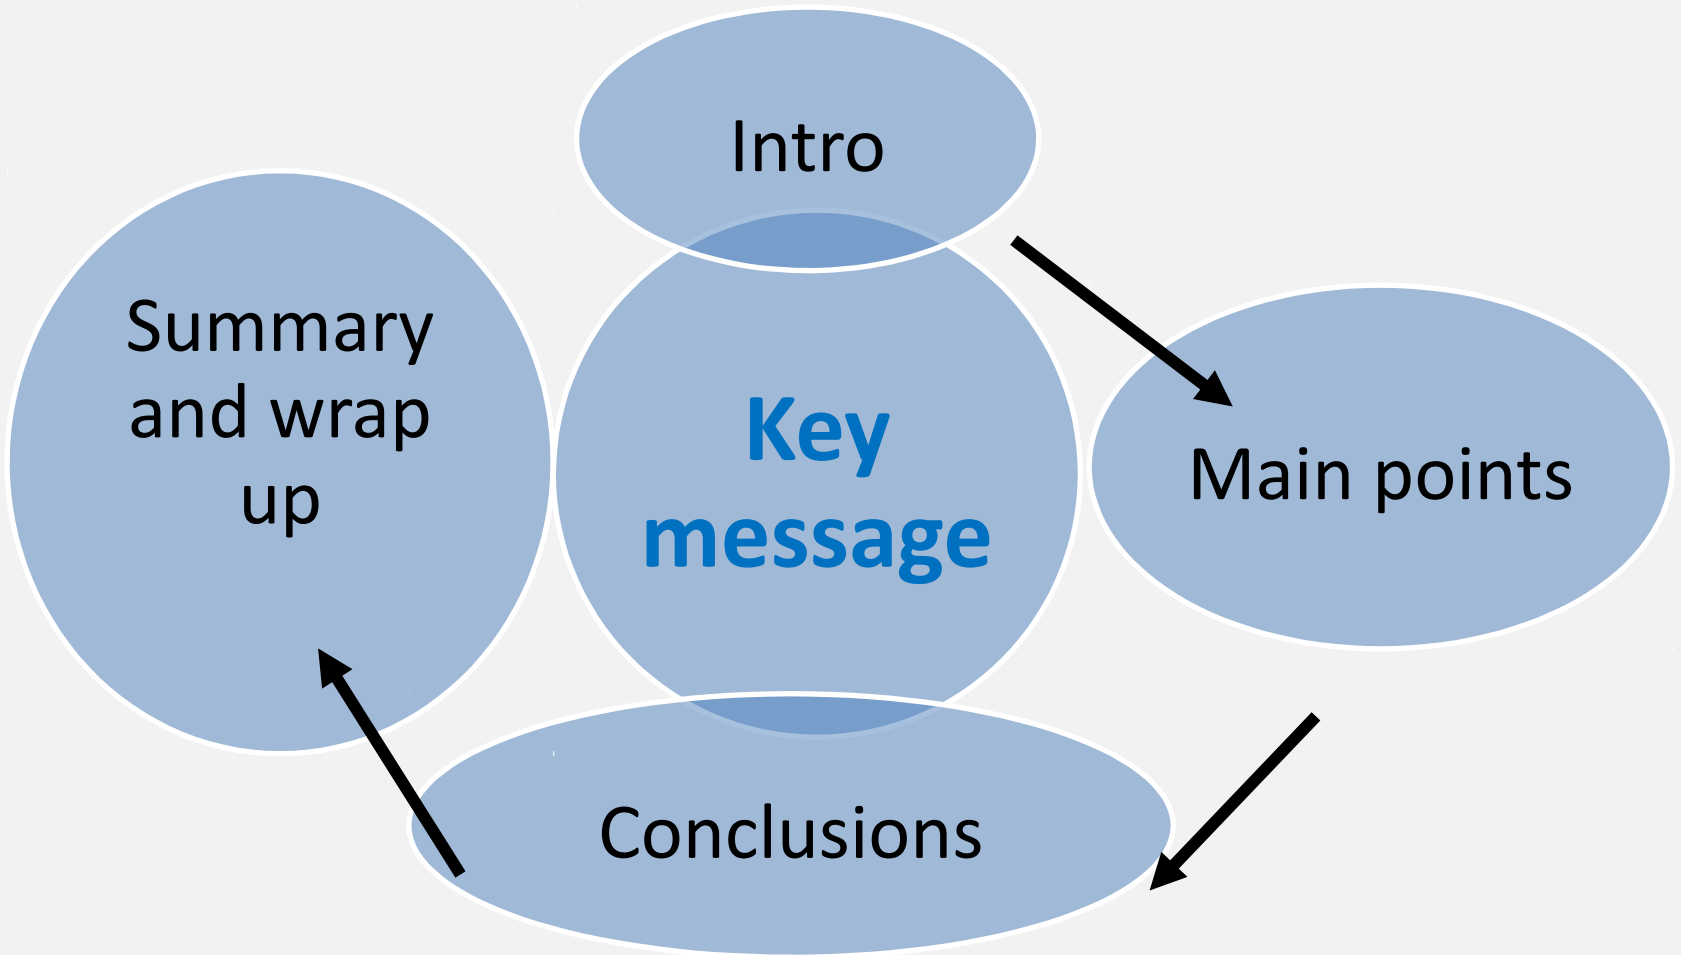 Intro
Summary
and wrap
up
Key
message
Main points
Conclusions